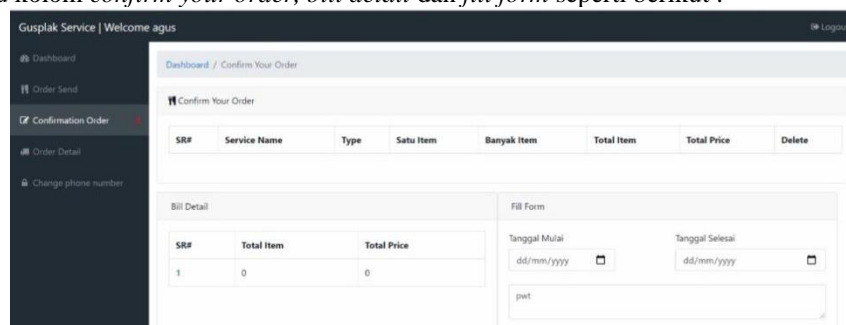 kolom confirm your order, bill detail dan fill form seperti berikut :
Gusplak Service | Welcome agus
Logou
Dashboard
Order Send
Confirmation Order
Order Detail
Change phone number
Dashboard / Confirm Your Order
Confirm Your Order
SR# Service Name Type Satu Item Banyak Item Total Item Total Price Delete
Bill Detail
SR# Total Item Total Price
1 0 0
Fill Form
Tanggal Mulai Tanggal Selesai
dd/mm/yyyy dd/mm/yyyy
pwt